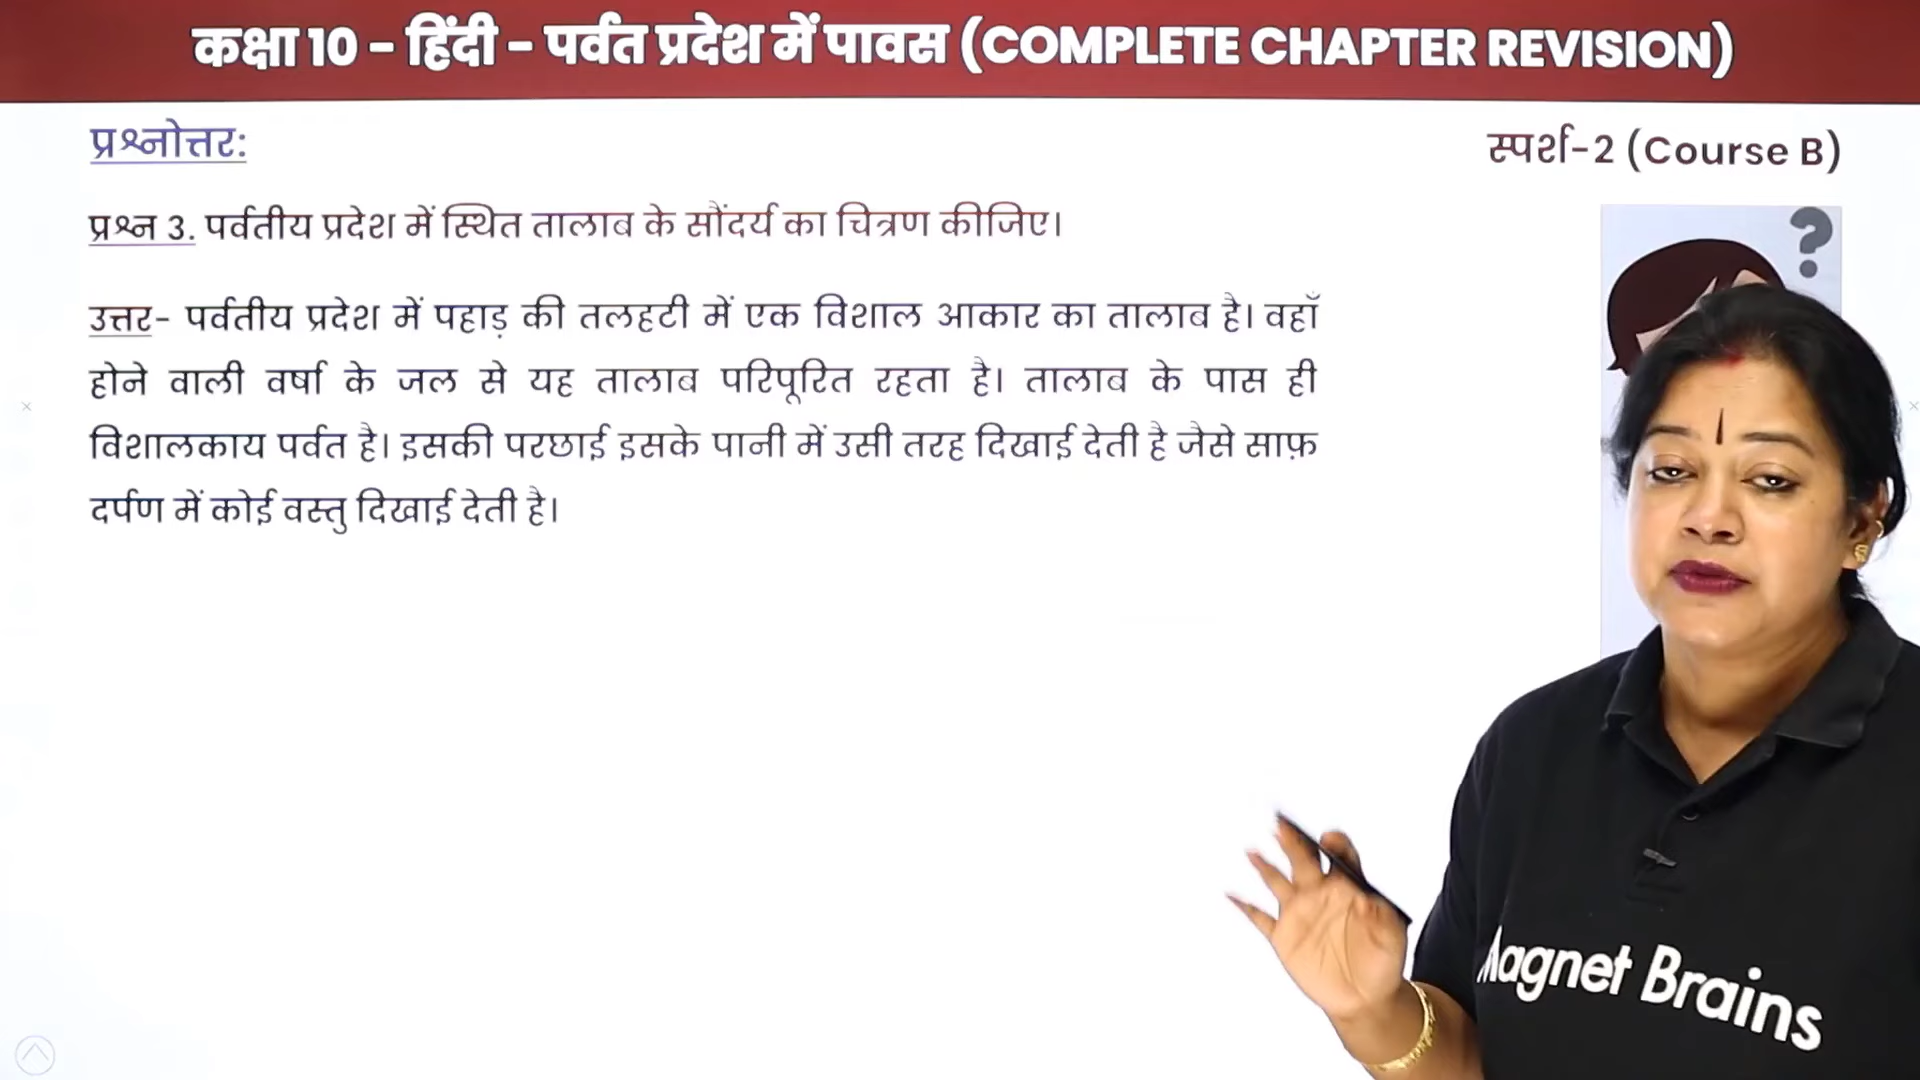 कक्षा 10 - हिंदी - पर्वत प्रदेश में पावस (COMPLETE CHAPTER REVISION)
प्रश्नोत्तर:
स्पर्श-2 (Course B)
प्रश्न 3. पर्वतीय प्रदेश में स्थित तालाब के सौंदर्य का चित्रण कीजिए।
?
उत्तर- पर्वतीय प्रदेश में पहाड़ की तलहटी में एक विशाल आकार का तालाब है। वहाँ
होने वाली वर्षा के जल से यह तालाब परिपूरित रहता है। तालाब के पास ही
विशालकाय पर्वत है। इसकी परछाई इसके पानी में उसी तरह दिखाई देती है जैसे साफ़
दर्पण में कोई वस्तु दिखाई देती है।
Magnet Brains